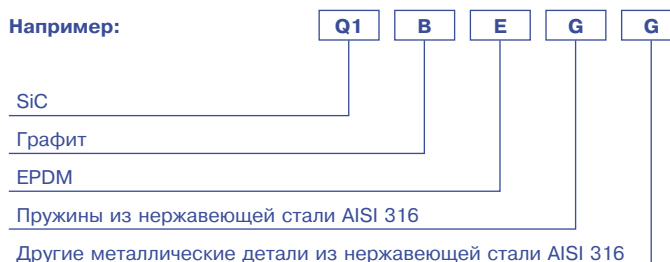 Например: Q1 B E G G
SiC
Графит
EPDM
Пружины из нержавеющей стали AISI 316
Другие металлические детали из нержавеющей стали AISI 316